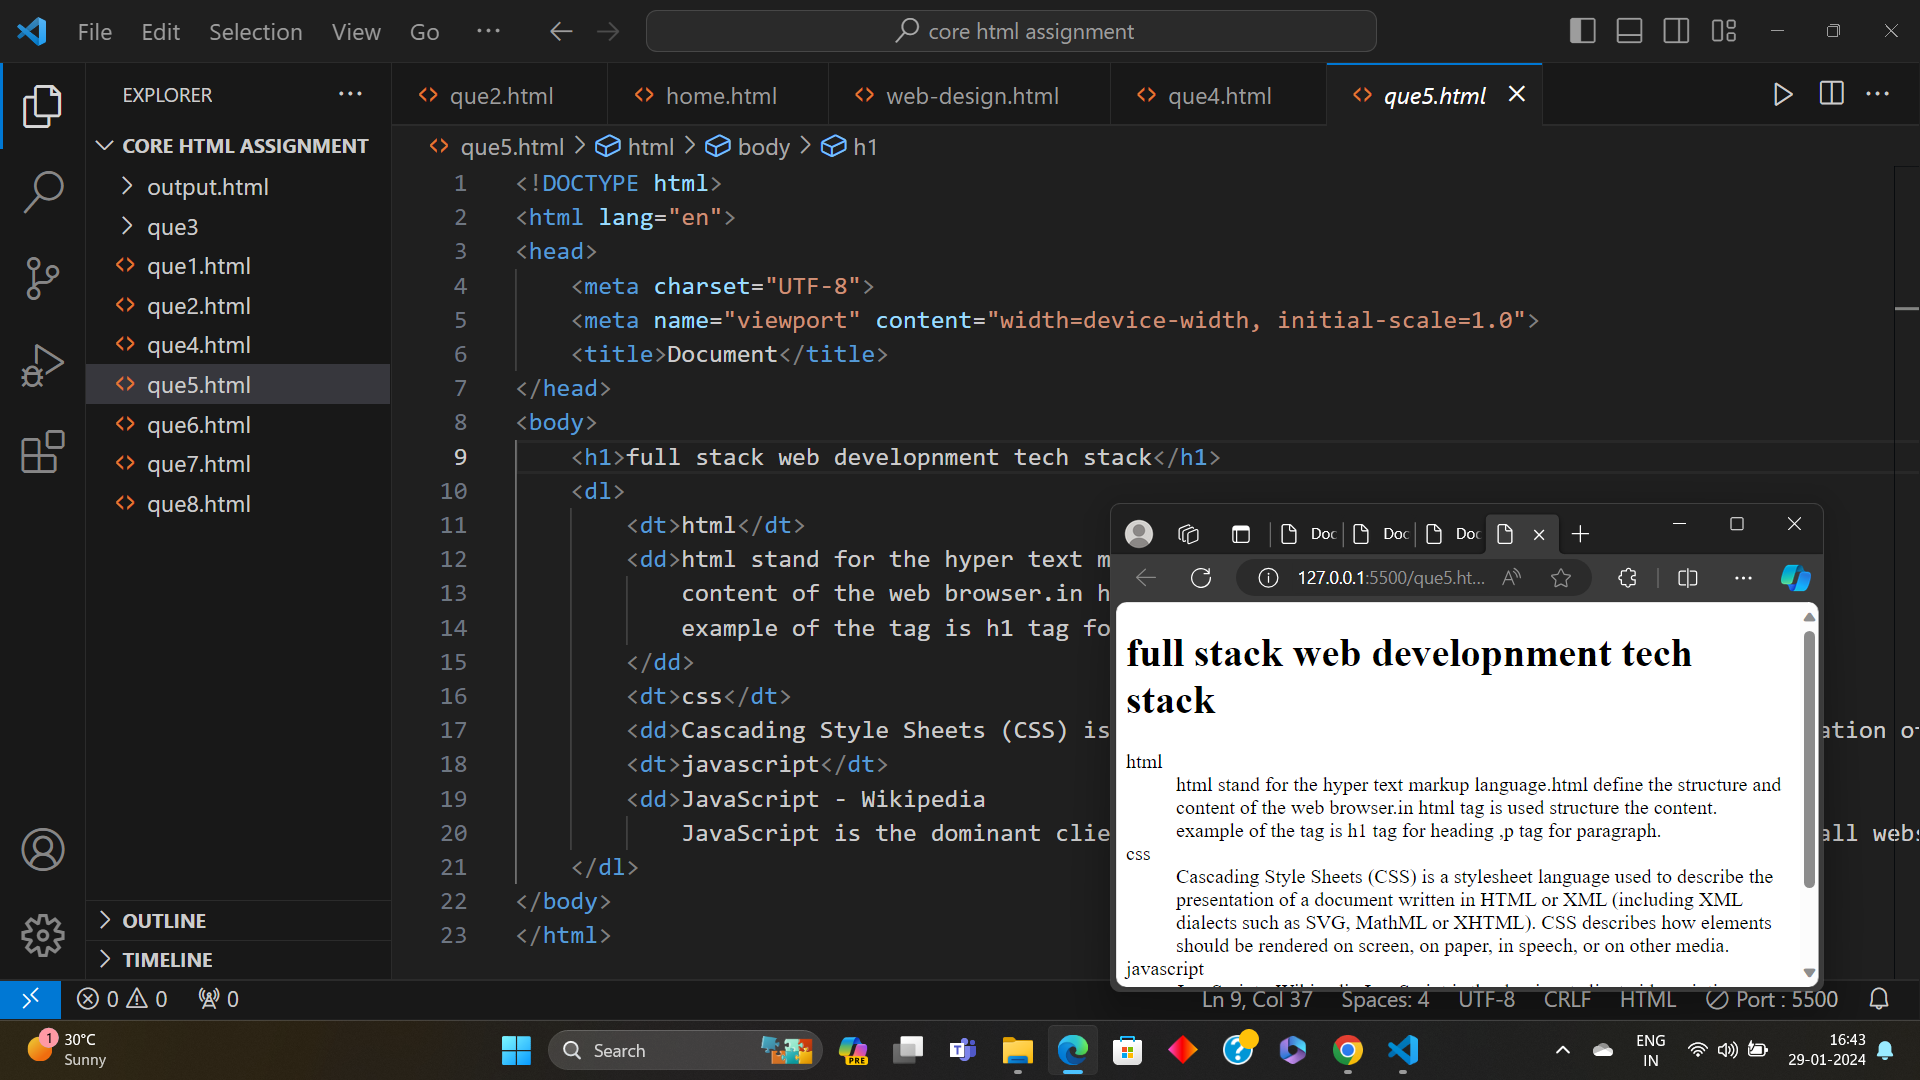 File Edit Selection View Go ··· core html assignment
EXPLORER ···
CORE HTML ASSIGNMENT
output.html
que3
que1.html
que2.html
que4.html
que5.html
que6.html
que7.html
que8.html
OUTLINE
TIMELINE
que2.html home.html web-design.html que4.html que5.html
que5.html > html > body > h1
1 <!DOCTYPE html>
2 <html lang="en">
3 <head>
4 <meta charset="UTF-8">
5 <meta name="viewport" content="width=device-width, initial-scale=1.0">
6 <title>Document</title>
7 </head>
8 <body>
9 <h1>full stack web developnment tech stack</h1>
10 <dl>
11 <dt>html</dt>
12 <dd>html stand for the hyper text m
13 content of the web browser.in h
14 example of the tag is h1 tag fo
15 </dd>
16 <dt>css</dt>
17 <dd>Cascading Style Sheets (CSS) is ation o
18 <dt>javascript</dt>
19 <dd>JavaScript - Wikipedia
20 JavaScript is the dominant clie all webs
21 </dl>
22 </body>
23 </html>
Doc Doc Doc
127.0.0.1:5500/que5.ht...
full stack web developnment tech
stack
html
html stand for the hyper text markup language.html define the structure and
content of the web browser.in html tag is used structure the content.
example of the tag is h1 tag for heading ,p tag for paragraph.
css
Cascading Style Sheets (CSS) is a stylesheet language used to describe the
presentation of a document written in HTML or XML (including XML
dialects such as SVG, MathML or XHTML). CSS describes how elements
should be rendered on screen, on paper, in speech, or on other media.
javascript
0 0 0 Ln 9, Col 37 Spaces: 4 UTF-8 CRLF HTML Port : 5500
1 30°C
Sunny
Search
PRE
ENG
IN
16:43
29-01-2024